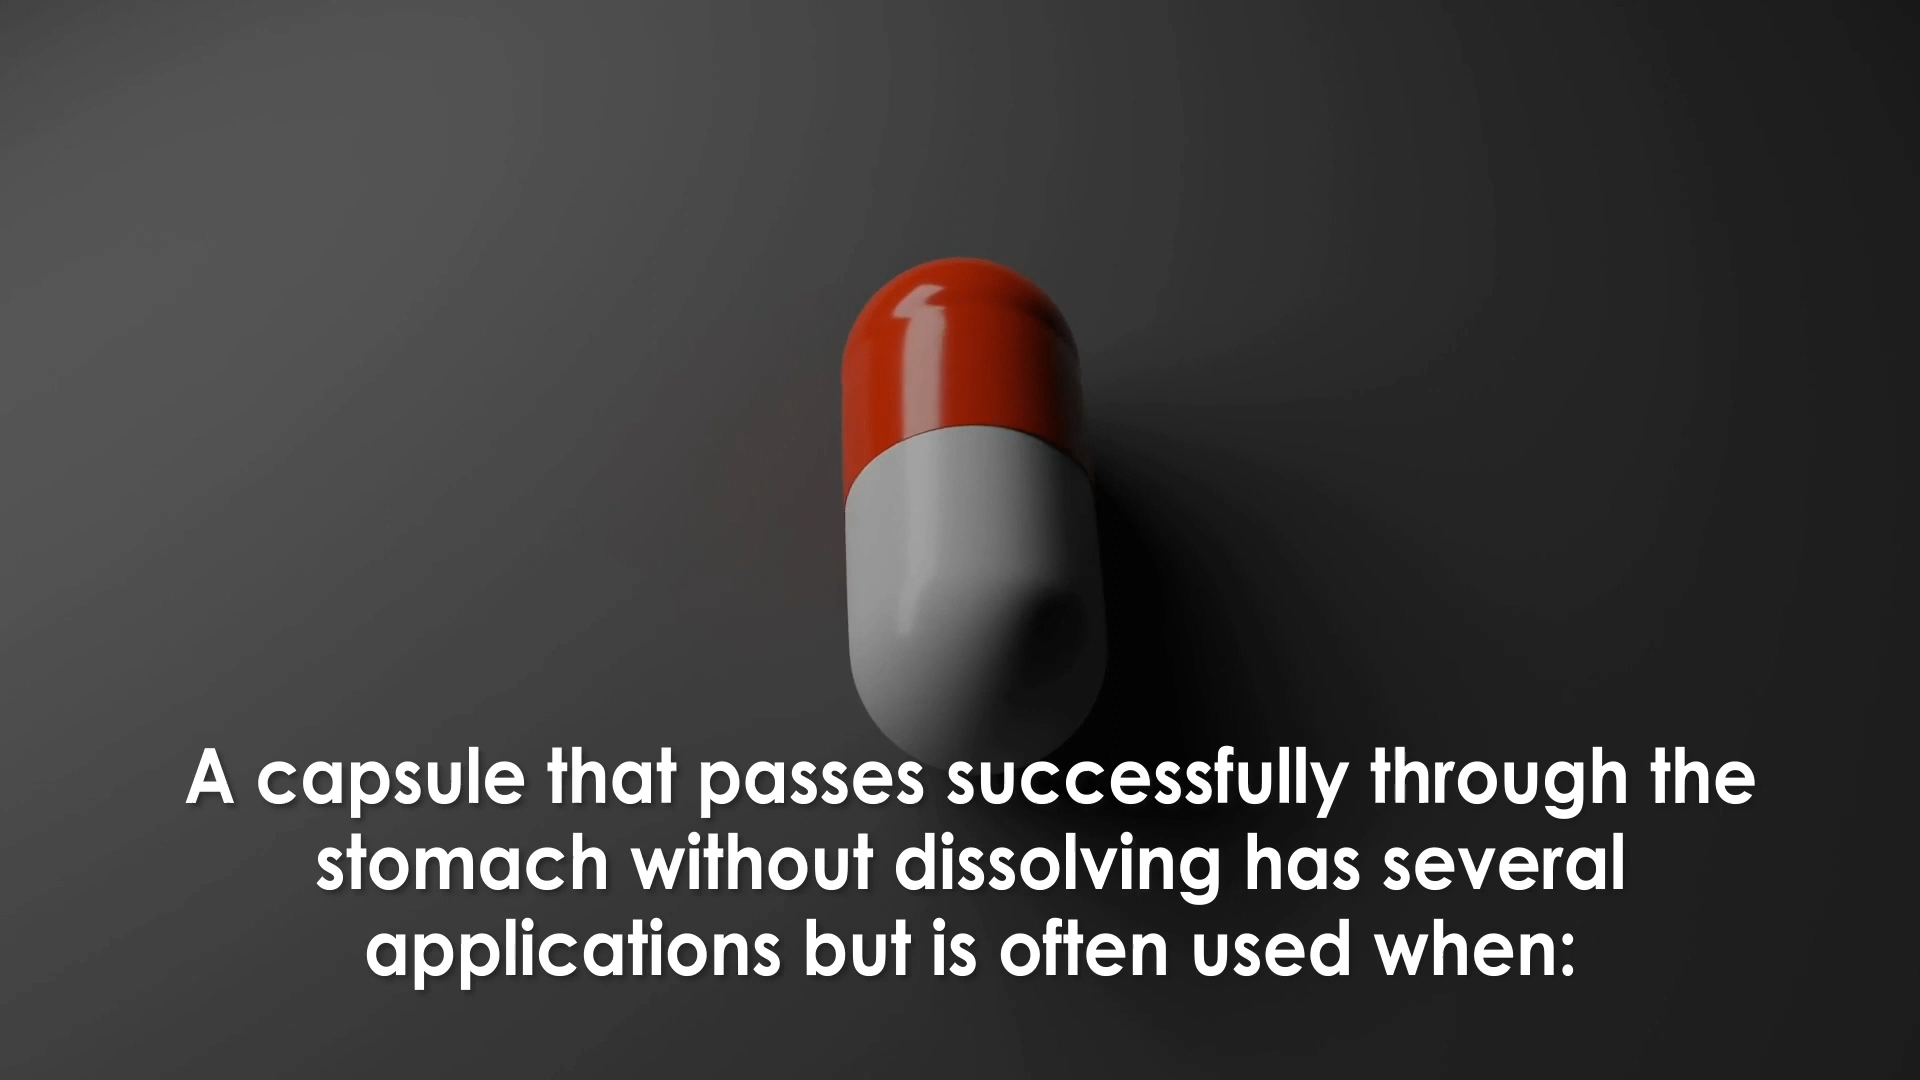 A capsule that passes successfully through the
stomach without dissolving has several
applications but is often used when: